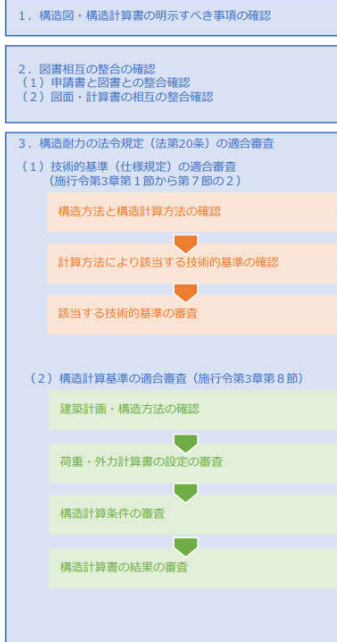 1．構造図・構造計算書の明示すべき事項の確認
2．図書相互の整合の確認
（1）申請書と図書との整合確認
（2）図面・計算書の相互の整合確認
3．構造耐力の法令規定（法第20条）の適合審査
（1）技術的基準（仕様規定）の適合審査
（施行令第3章第1節から第7節の2）
構造方法と構造計算方法の確認
計算方法により該当する技術的基準の確認
該当する技術的基準の審査
（2）構造計算基準の適合審査（施行令第3章第8節）
建築計画・構造方法の確認
荷重・外力計算書の設定の審査
構造計算条件の審査
構造計算書の結果の審査